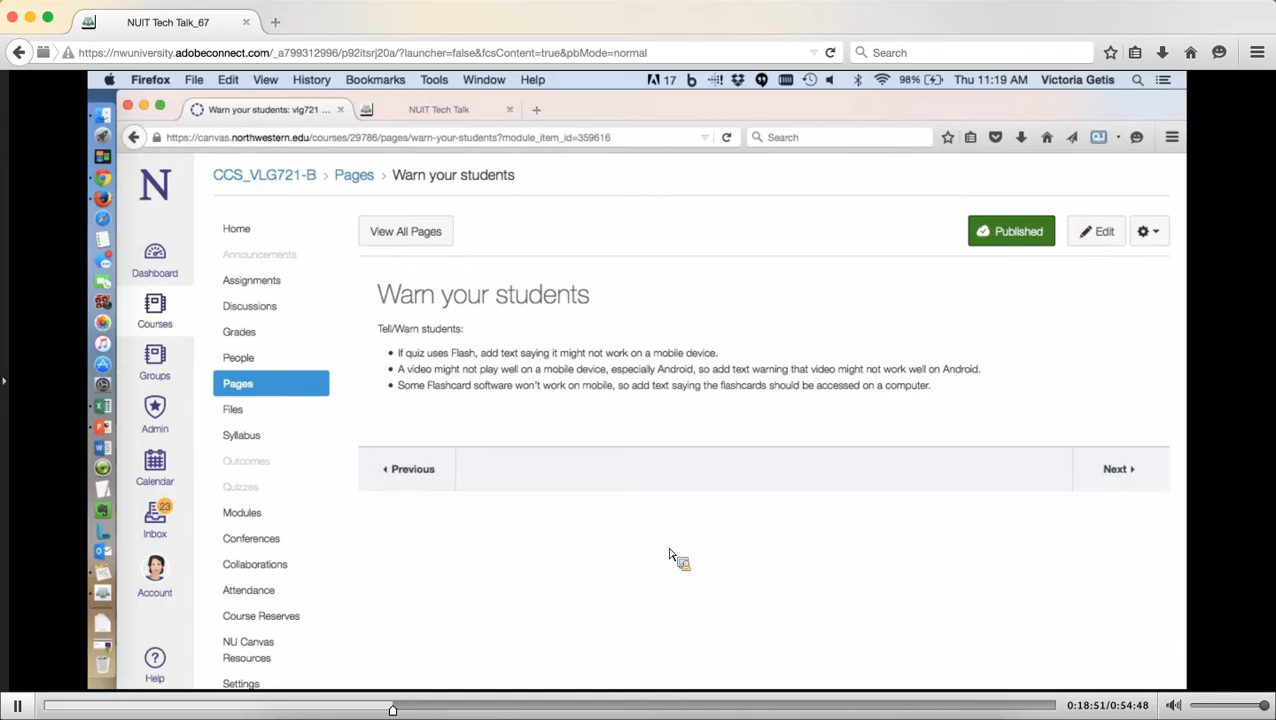 NUIT Tech Talk_67
https://nwuniversity.adobeconnect.com/_a799312996/p92itsrj20a/?launcher=false&fcsContent=true&pbMode=normal
Search
Firefox File Edit View History Bookmarks Tools Window Help 17 98% Thu 11:19 AM Victoria Getis
Warn your students: vlg721 ... NUIT Tech Talk
https://canvas.northwestern.edu/courses/29786/pages/warn-your-students?module_item_id=359616
Search
N
CCS_VLG721-B > Pages > Warn your students
Dashboard
Courses
Groups
Admin
Calendar
23
Inbox
Account
Help
Home
Announcements
Assignments
Discussions
Grades
People
Pages
Files
Syllabus
Outcomes
Quizzes
Modules
Conferences
Collaborations
Attendance
Course Reserves
NU Canvas
Resources
Settings
View All Pages
Published
Edit
Warn your students
Tell/Warn students:
• If quiz uses Flash, add text saying it might not work on a mobile device.
• A video might not play well on a mobile device, especially Android, so add text warning that video might not work well on Android.
• Some Flashcard software won't work on mobile, so add text saying the flashcards should be accessed on a computer.
Previous
Next
0:18:51/0:54:48